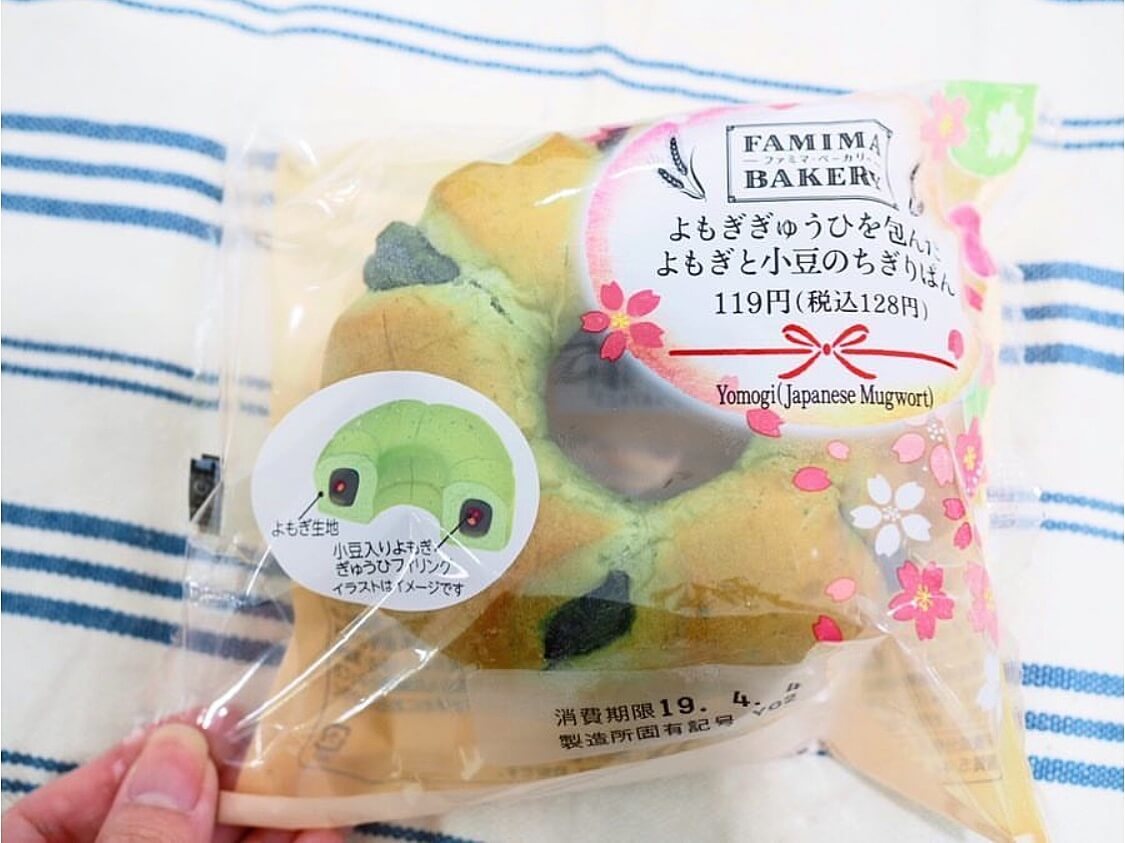 FAMIMA
ファミマ・ベーカリー
BAKERY
よもぎぎゅうひを包んだ
よもぎと小豆のちぎりぱん
119円(税込128円)
Yomogi(Japanese Mugwort)
よもぎ生地
小豆入りよもぎ
ぎゅうひフィリング
イラストはイメージです
消費期限19. 4.
製造所固有記号